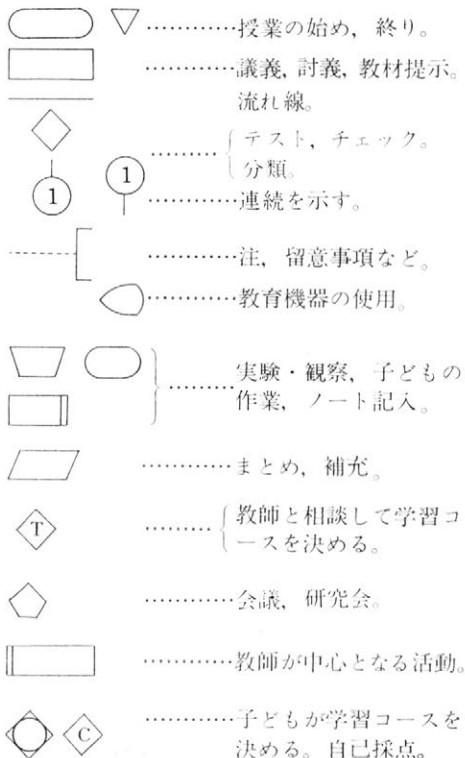 …………授業の始め，終り。
…………議義，討義，教材提示。
流れ線。
………テスト，チェック。
分類。
1
1
…………連続を示す。
…………注，留意事項など。
…………教育機器の使用。
………実験・観察，子どもの
作業，ノート記入。
…………まとめ，補充。
T
………教師と相談して学習コ
ースを決める。
…………会議，研究会。
…………教師が中心となる活動。
C
…………子どもが学習コースを
決める。自己採点。